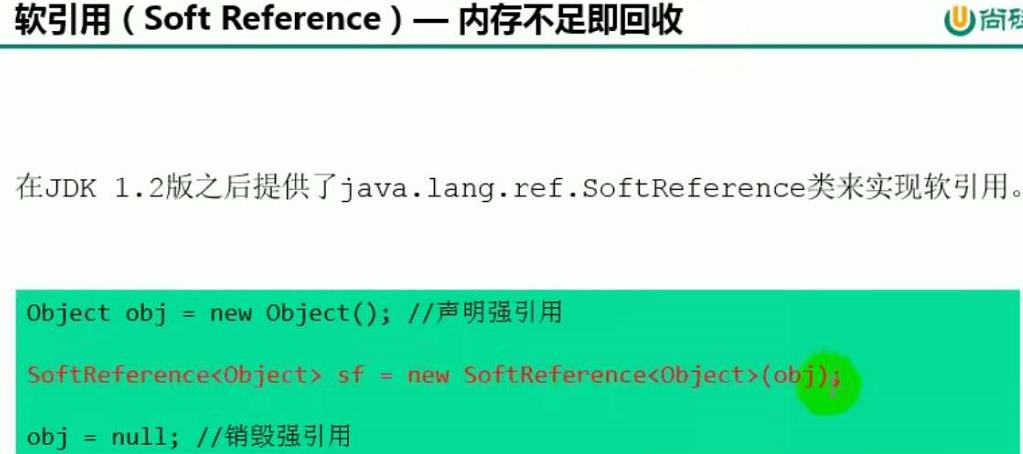 软引用（Soft Reference）— 内存不足即回收
尚硅
在JDK 1.2版之后提供了java.lang.ref.SoftReference类来实现软引用。
Object obj = new Object(); //声明强引用
SoftReference<Object> sf = new SoftReference<Object>(obj);
obj = null; //销毁强引用